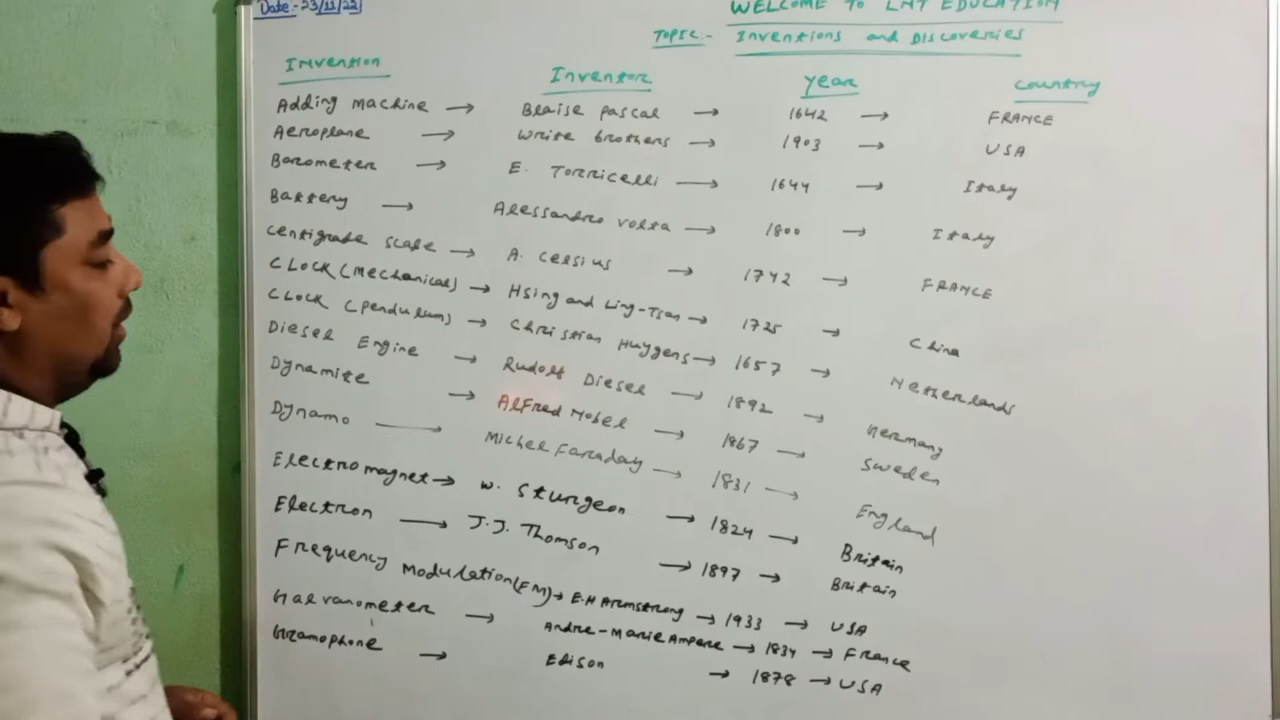 Date:- 23/11/22
WELCOME TO LNT EDUCATION
TOPIC:- Inventions and Discoveries
Invention Inventor Year Country
Adding machine → Blaise pascal → 1642 → FRANCE
Aeroplane → Write brothers → 1903 → USA
Barometer → E. Torricelli → 1644 → Italy
Battery → Alessandro volta → 1800 → Italy
Centigrade scale → A. Celsius → 1742 → FRANCE
CLOCK (Mechanical) → Hsing and Ling-Tsan → 1725 → China
CLOCK (pendulum) → Christian Huygens → 1657 → Netherlands
Diesel Engine → Rudolf Diesel → 1892 → Germany
Dynamite → Alfred Nobel → 1867 → Sweden
Dynamo → Michel Faraday → 1831 → England
Electromagnet → W. Sturgeon → 1824 → Britain
Electron → J.J. Thomson → 1897 → Britain
Frequency Modulation (FM) → E.H Armstrong → 1933 → USA
Galvanometer → Andre-Marie Ampere → 1834 → France
Gramophone → Edison → 1878 → USA